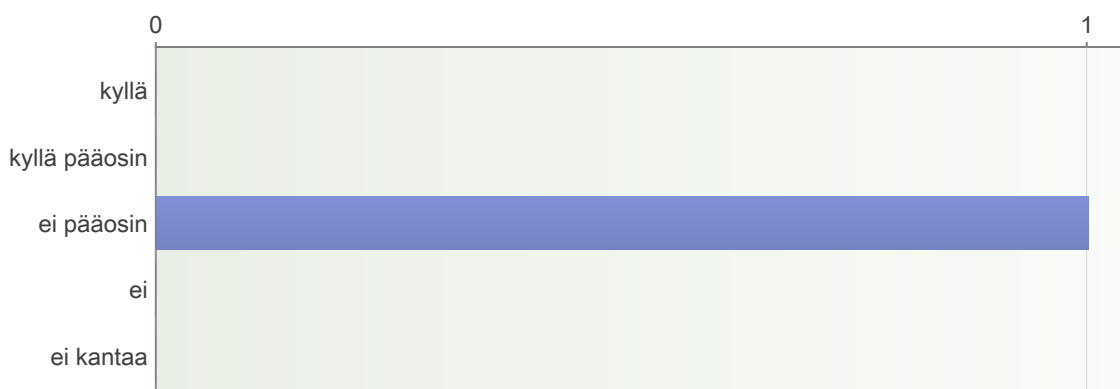 0 1
kyllä
kyllä pääosin
ei pääosin
ei
ei kantaa